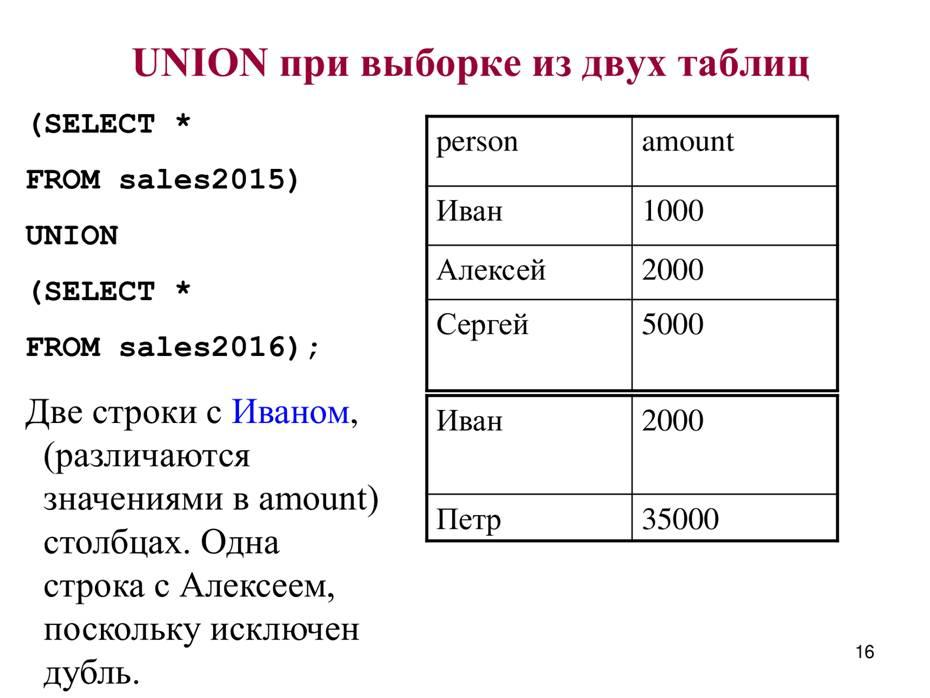 UNION при выборке из двух таблиц
(SELECT *
FROM sales2015)
UNION
(SELECT *
FROM sales2016);
Две строки с Иваном,
(различаются
значениями в amount)
столбцах. Одна
строка с Алексеем,
поскольку исключен
дубль.
person amount
Иван 1000
Алексей 2000
Сергей 5000
Иван 2000
Петр 35000
16